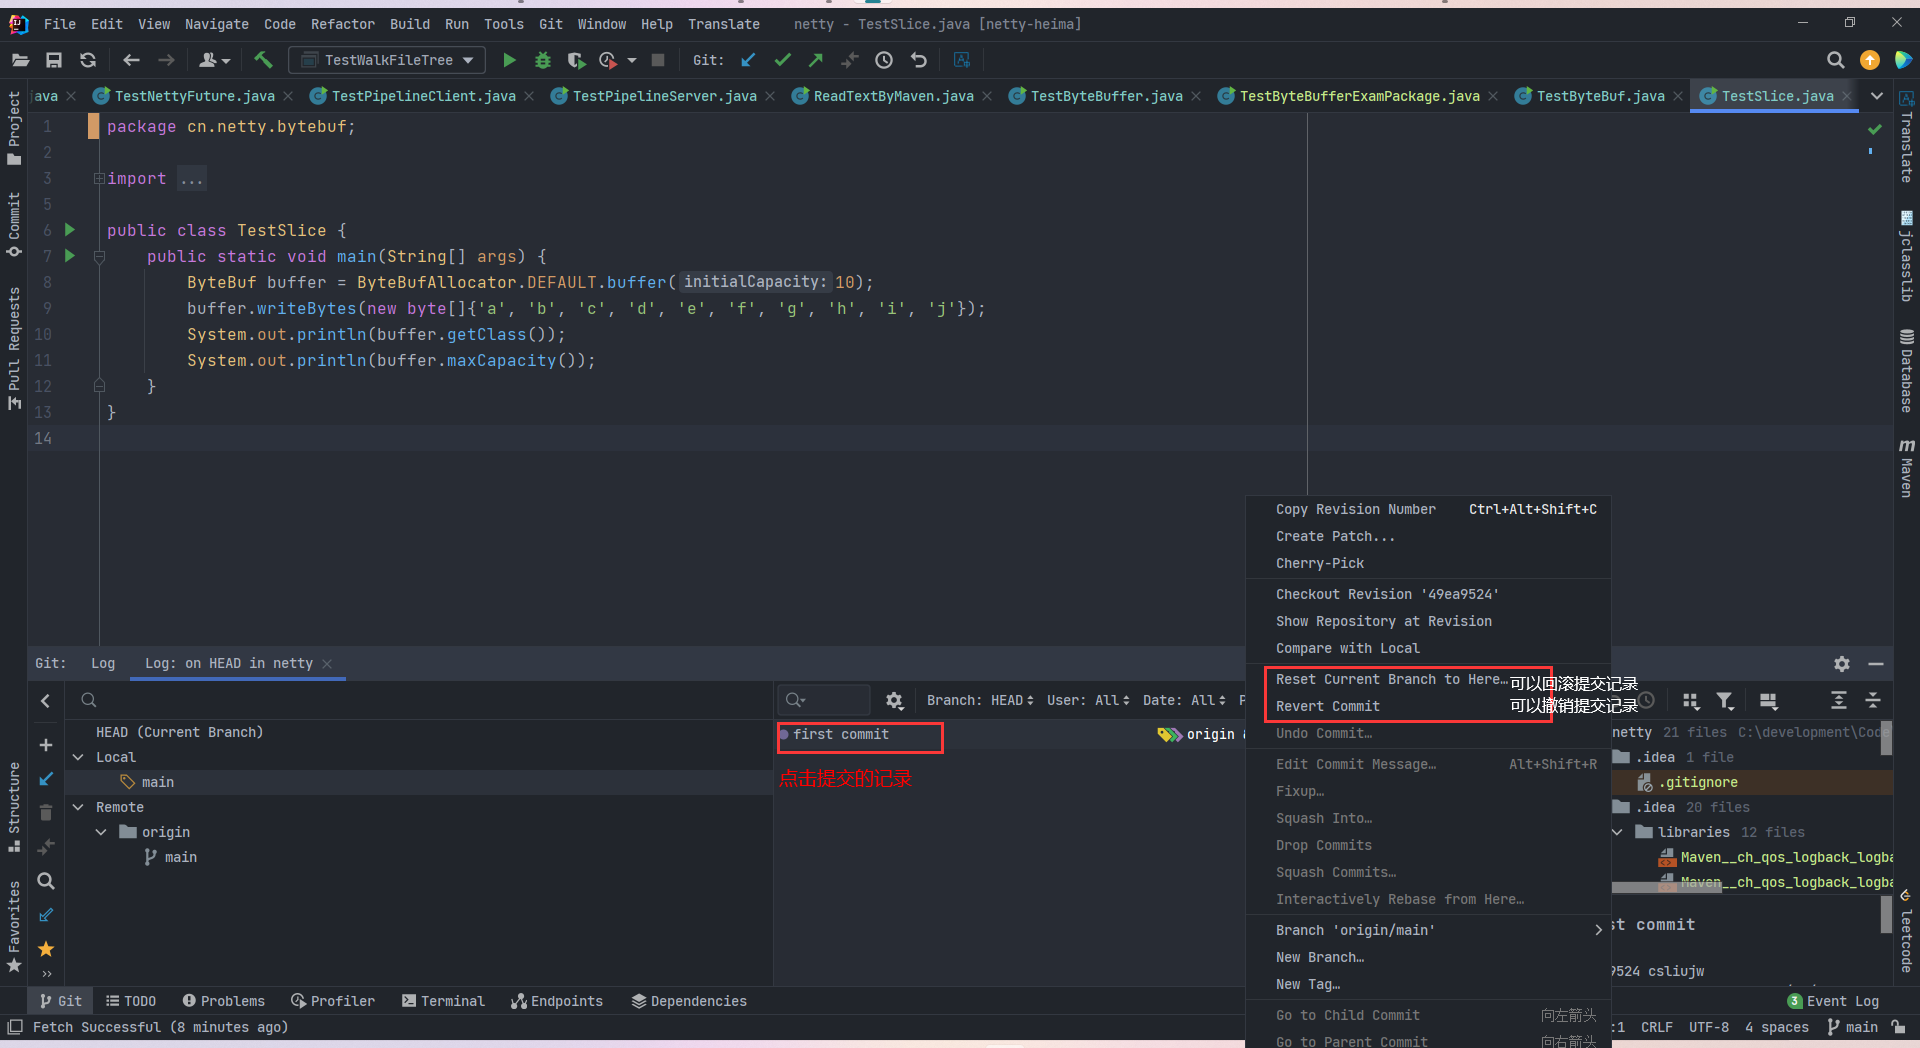 File Edit View Navigate Code Refactor Build Run Tools Git Window Help Translate netty - TestSlice.java [netty-heima]
TestWalkFileTree Git:
java TestNettyFuture.java TestPipelineClient.java TestPipelineServer.java ReadTextByMaven.java TestByteBuffer.java TestByteBufferExamPackage.java TestByteBuf.java TestSlice.java
1 package cn.netty.bytebuf;
2
3 import ...
5
6 public class TestSlice {
7 public static void main(String[] args) {
8 ByteBuf buffer = ByteBufAllocator.DEFAULT.buffer( initialCapacity: 10);
9 buffer.writeBytes(new byte[]{'a', 'b', 'c', 'd', 'e', 'f', 'g', 'h', 'i', 'j'});
10 System.out.println(buffer.getClass());
11 System.out.println(buffer.maxCapacity());
12 }
13 }
14
Project
Commit
Pull Requests
Structure
Favorites
Translate
jclasslib
Database
Maven
leetcode
Git: Log Log: on HEAD in netty
HEAD (Current Branch)
Local
main
Remote
origin
main
Branch: HEAD User: All Date: All
first commit origin &
点击提交的记录
Copy Revision Number Ctrl+Alt+Shift+C
Create Patch...
Cherry-Pick
Checkout Revision '49ea9524'
Show Repository at Revision
Compare with Local
Reset Current Branch to Here… 可以回滚提交记录
Revert Commit 可以撤销提交记录
Undo Commit…
Edit Commit Message… Alt+Shift+R
Fixup…
Squash Into…
Drop Commits
Squash Commits…
Interactively Rebase from Here…
Branch 'origin/main'
New Branch…
New Tag…
Go to Child Commit 向左箭头
Go to Parent Commit 向右箭头
netty 21 files C:\development\Code
.idea 1 file
.gitignore
.idea 20 files
libraries 12 files
Maven__ch_qos_logback_logba
Maven__ch_qos_logback_logba
st commit
9524 csliujw
Git TODO Problems Profiler Terminal Endpoints Dependencies 3 Event Log
Fetch Successful (8 minutes ago) :1 CRLF UTF-8 4 spaces main